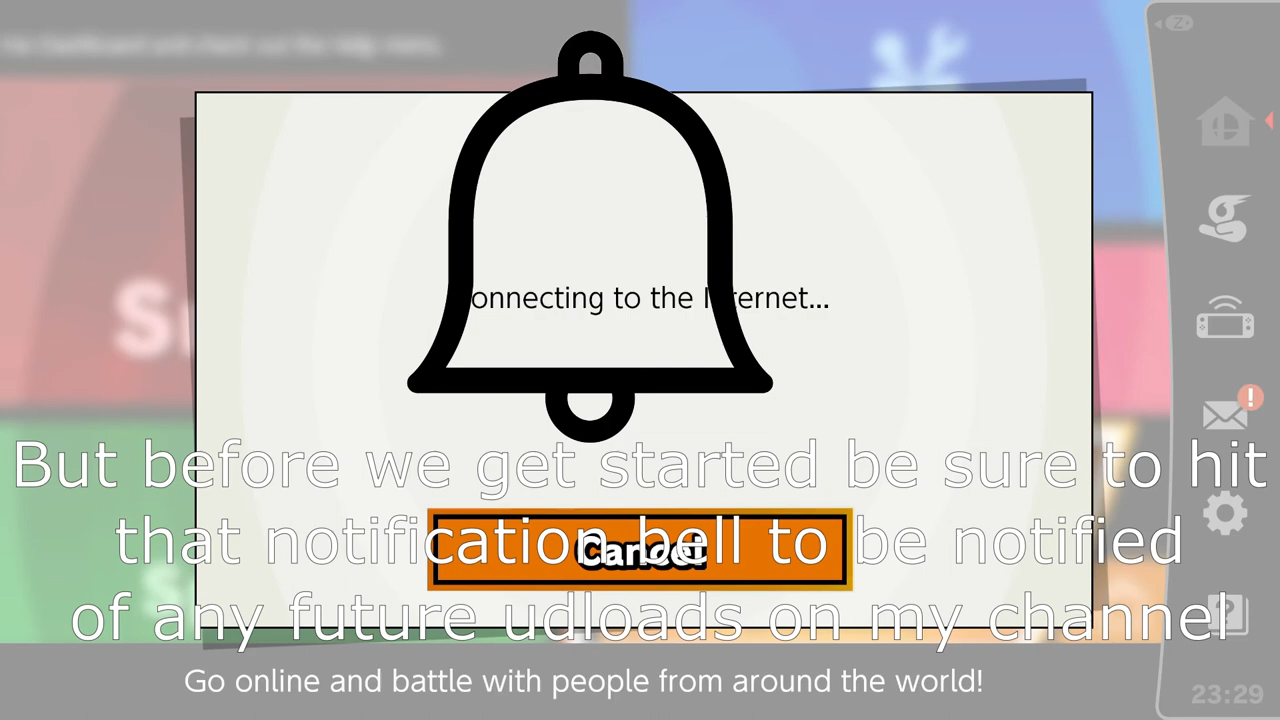 onnecting to the I ternet...
But before we get started be sure to hit
that notification bell to be notified
Cancel
of any future udloads on my channel
Go online and battle with people from around the world!
23:29